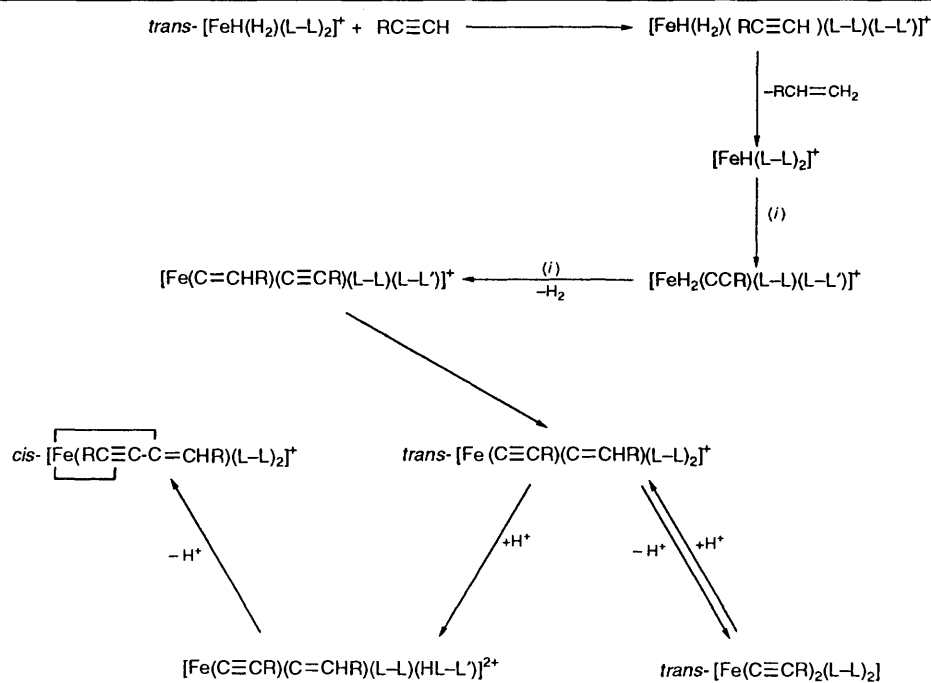 trans- [FeH(H₂)(L–L)₂]⁺ + RC≡CH [FeH(H₂)( RC≡CH )(L–L)(L–L′)]⁺
–RCH=CH₂
[FeH(L–L)₂]⁺
(i)
[Fe(C=CHR)(C≡CR)(L–L)(L–L′)]⁺ (i) –H₂ [FeH₂(CCR)(L–L)(L–L′)]⁺
cis- [Fe(RC≡C-C=CHR)(L–L)₂]⁺ trans- [Fe (C≡CR)(C=CHR)(L–L)₂]⁺
– H⁺ +H⁺ – H⁺ +H⁺
[Fe(C≡CR)(C=CHR)(L–L)(HL–L′)]²⁺ trans- [Fe(C≡CR)₂(L–L)₂]